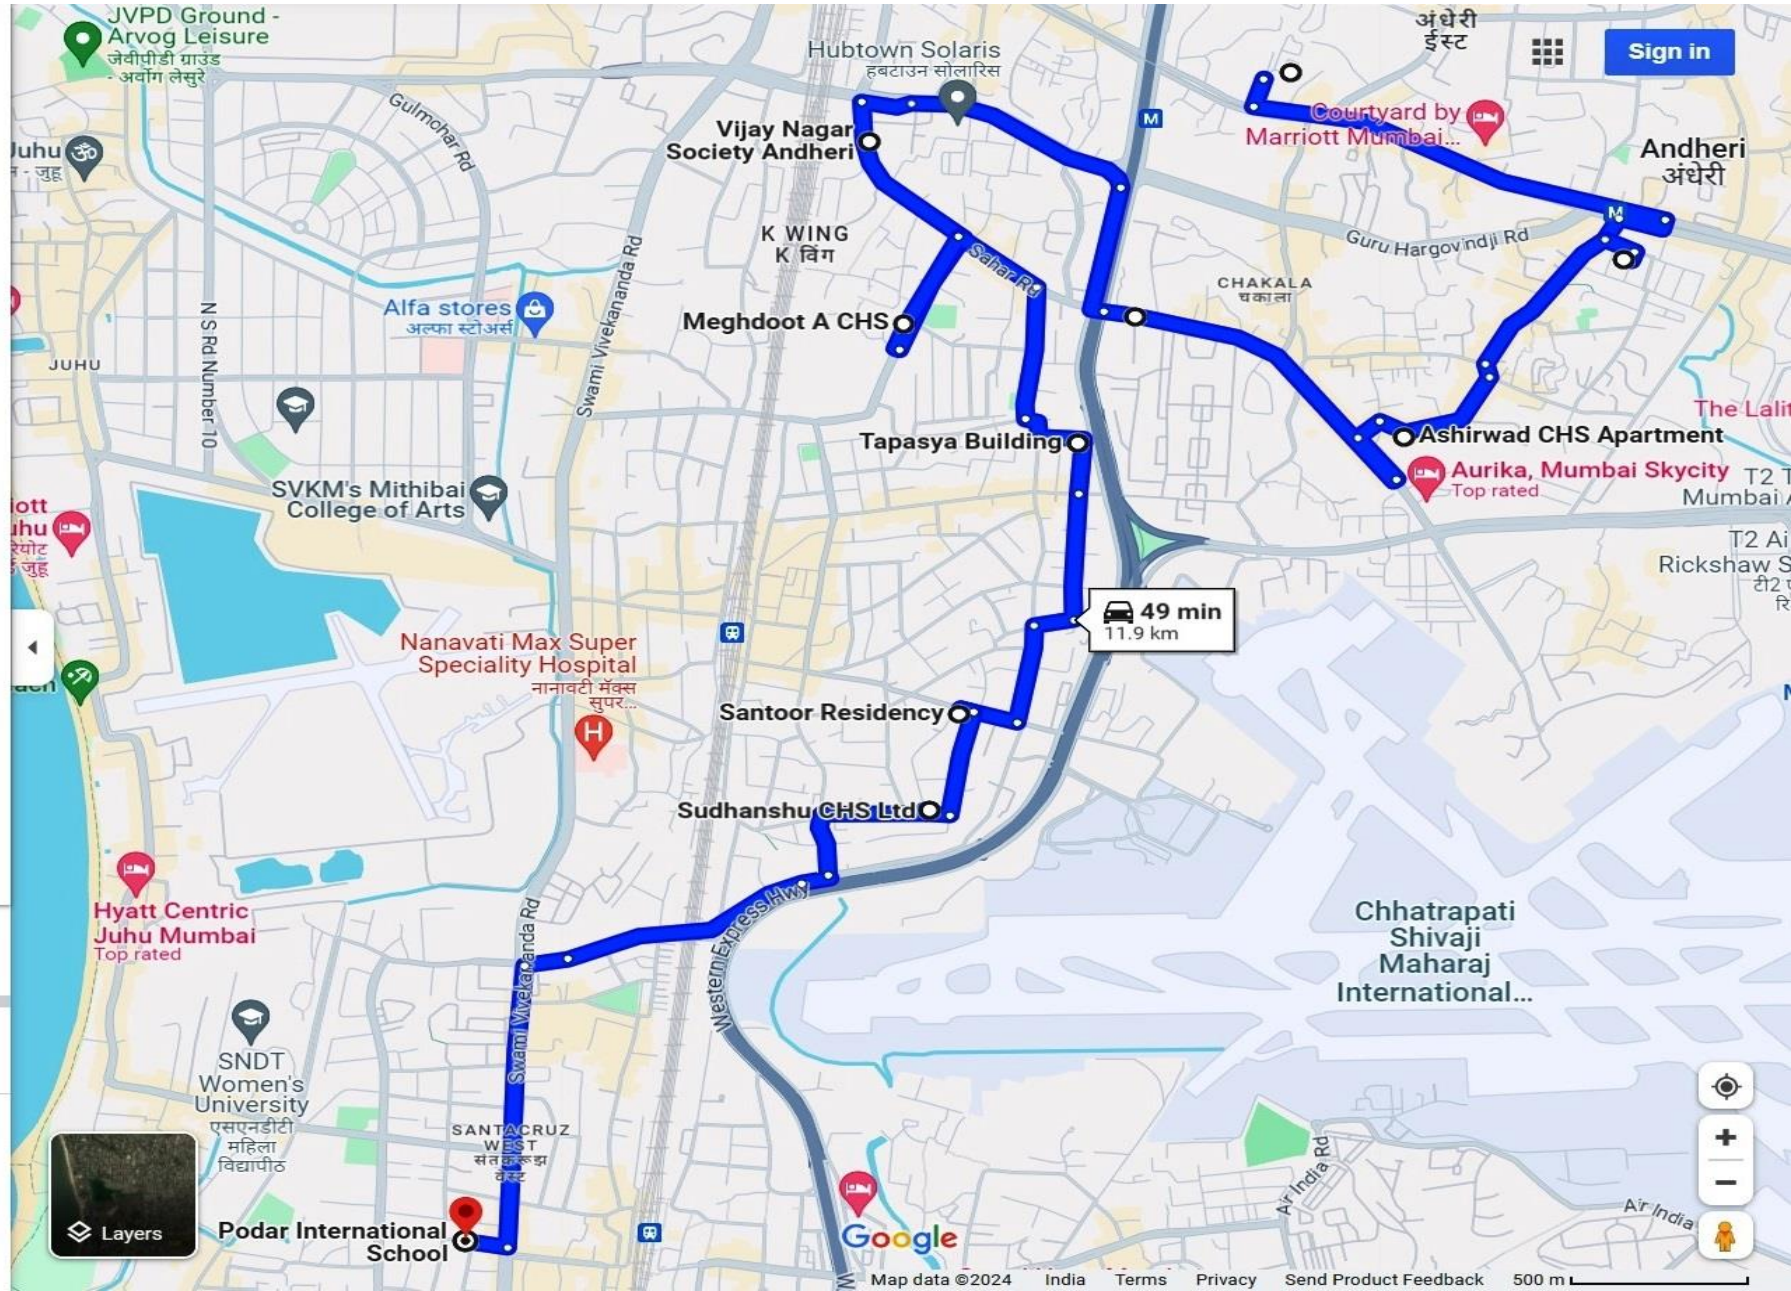 JVPD Ground -
Arvog Leisure
जेवीपीडी ग्राउंड
- अर्वोग लेसुरे
Gulmohar Rd
Hubtown Solaris
हबटाउन सोलारिस
अंधेरी
ईस्ट
Sign in
M
Courtyard by
Marriott Mumbai...
Andheri
अंधेरी
Vijay Nagar
Society Andheri
Juhu
- जुहू
K WING
K विंग
Sahar Rd
M
Guru Hargovindji Rd
CHAKALA
चकाला
Swami Vivekananda Rd
N S Rd Number 10
Alfa stores
अल्फा स्टोअर्स
Meghdoot A CHS
JUHU
The Lalit
Tapasya Building
Ashirwad CHS Apartment
Aurika, Mumbai Skycity
Top rated
T2 T
Mumbai A
SVKM's Mithibai
College of Arts
iott
uhu
जुहू
T2 Ai
Rickshaw S
टी2 ए
रि
49 min
11.9 km
Nanavati Max Super
Speciality Hospital
नानावटी मॅक्स
सुपर...
H
ach
Santoor Residency
Sudhanshu CHS Ltd
Western Express Hwy
Hyatt Centric
Juhu Mumbai
Top rated
Swami Vivekananda Rd
Chhatrapati
Shivaji
Maharaj
International...
SNDT
Women's
University
एसएनडीटी
महिला
विद्यापीठ
SANTACRUZ
WEST
सांताक्रूझ
वेस्ट
Air India Rd
Air India
Layers
Podar International
School
Google
Map data ©2024 India Terms Privacy Send Product Feedback 500 m